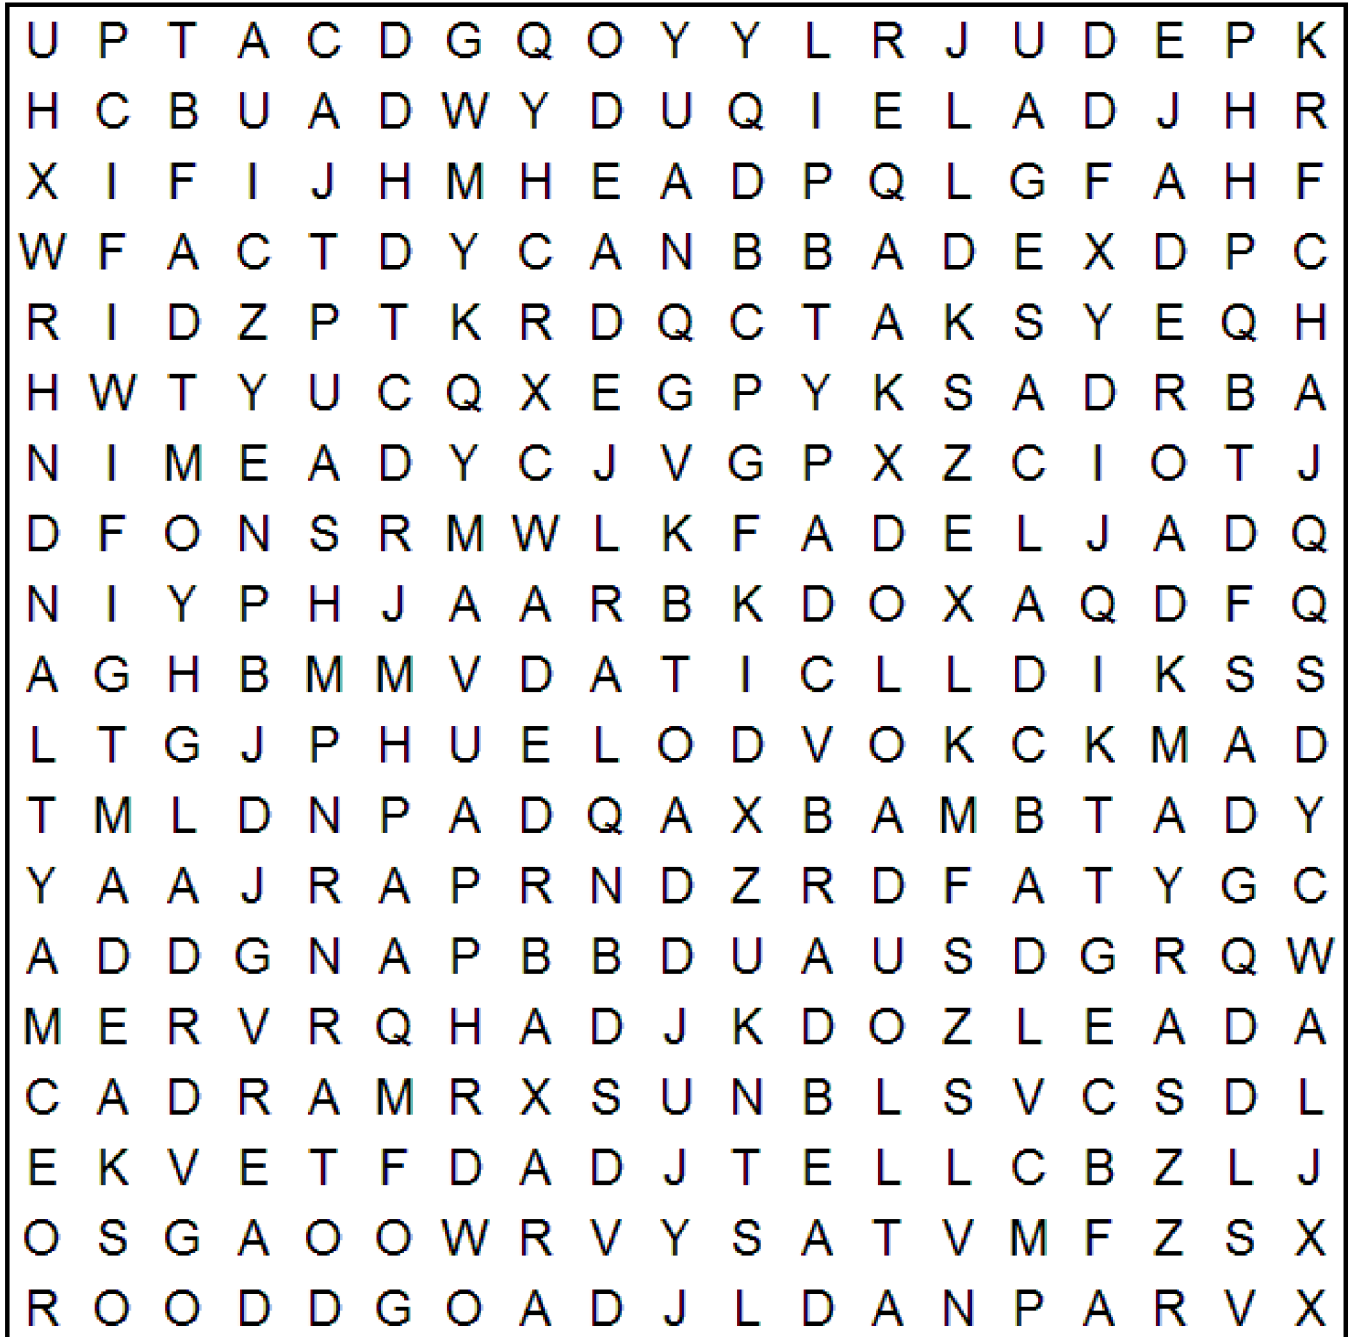 U P T A C D G Q O Y Y L R J U D E P K
H C B U A D W Y D U Q I E L A D J H R
X I F I J H M H E A D P Q L G F A H F
W F A C T D Y C A N B B A D E X D P C
R I D Z P T K R D Q C T A K S Y E Q H
H W T Y U C Q X E G P Y K S A D R B A
N I M E A D Y C J V G P X Z C I O T J
D F O N S R M W L K F A D E L J A D Q
N I Y P H J A A R B K D O X A Q D F Q
A G H B M M V D A T I C L L D I K S S
L T G J P H U E L O D V O K C K M A D
T M L D N P A D Q A X B A M B T A D Y
Y A A J R A P R N D Z R D F A T Y G C
A D D G N A P B B D U A U S D G R Q W
M E R V R Q H A D J K D O Z L E A D A
C A D R A M R X S U N B L S V C S D L
E K V E T F D A D J T E L L C B Z L J
O S G A O O W R V Y S A T V M F Z S X
R O O D D G O A D J L D A N P A R V X